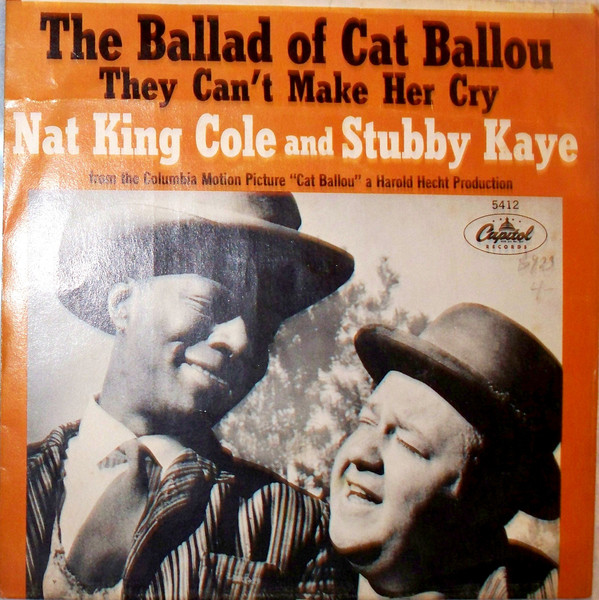 The Ballad of Cat Ballou
They Can't Make Her Cry
Nat King Cole and Stubby Kaye
from the Columbia Motion Picture "Cat Ballou" a Harold Hecht Production
5412
Capitol
RECORDS